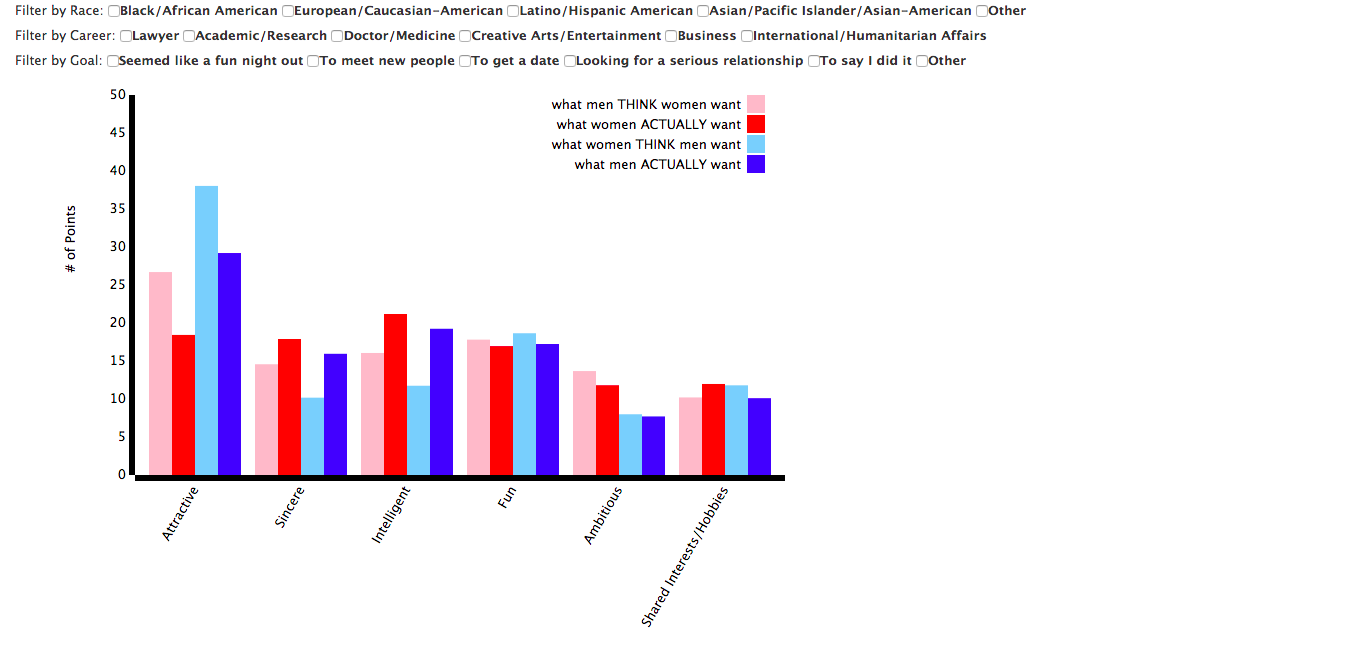 Filter by Race: Black/African American European/Caucasian-American Latino/Hispanic American Asian/Pacific Islander/Asian-American Other
Filter by Career: Lawyer Academic/Research Doctor/Medicine Creative Arts/Entertainment Business International/Humanitarian Affairs
Filter by Goal: Seemed like a fun night out To meet new people To get a date Looking for a serious relationship To say I did it Other
what men THINK women want
what women ACTUALLY want
what women THINK men want
what men ACTUALLY want
# of Points
50
45
40
35
30
25
20
15
10
5
0
Attractive
Sincere
Intelligent
Fun
Ambitious
Shared Interests/Hobbies